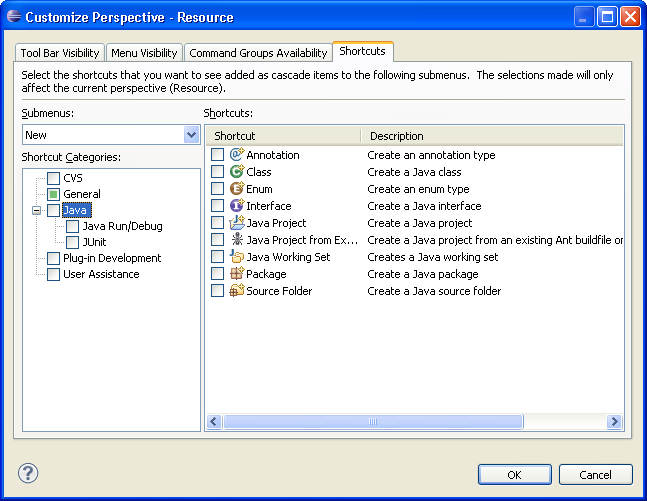 Customize Perspective - Resource
Tool Bar Visibility Menu Visibility Command Groups Availability Shortcuts
Select the shortcuts that you want to see added as cascade items to the following submenus. The selections made will only
affect the current perspective (Resource).
Submenus: Shortcuts:
New
Shortcut Description
Shortcut Categories:
Annotation Create an annotation type
CVS
Class Create a Java class
General
Enum Create an enum type
Java
Interface Create a Java interface
Java Run/Debug
Java Project Create a Java project
JUnit
Java Project from Ex... Create a Java project from an existing Ant buildfile or
Plug-in Development
Java Working Set Creates a Java working set
User Assistance
Package Create a Java package
Source Folder Create a Java source folder
OK Cancel